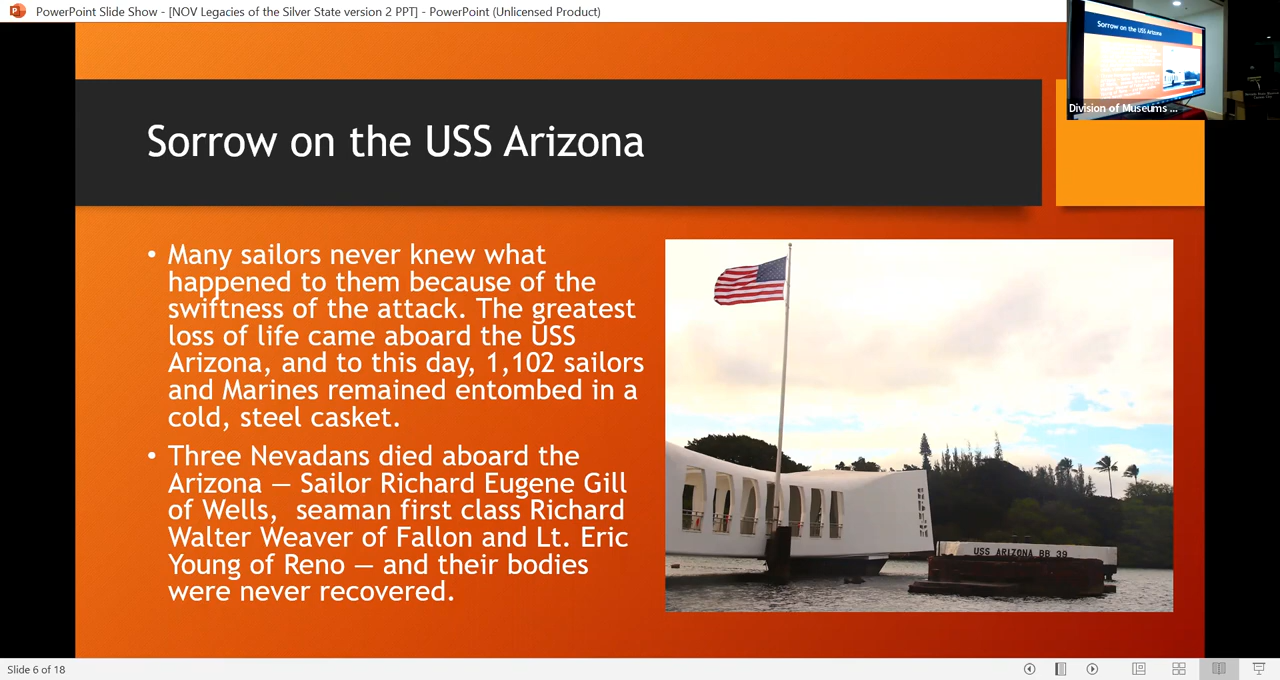 PowerPoint Slide Show - [NOV Legacies of the Silver State version 2 PPT] - PowerPoint (Unlicensed Product)
Sorrow on the USS Arizona
Division of Museums ...
Sorrow on the USS Arizona
• Many sailors never knew what
happened to them because of the
swiftness of the attack. The greatest
loss of life came aboard the USS
Arizona, and to this day, 1,102 sailors
and Marines remained entombed in a
cold, steel casket.
• Three Nevadans died aboard the
Arizona — Sailor Richard Eugene Gill
of Wells,  seaman first class Richard
Walter Weaver of Fallon and Lt. Eric
Young of Reno — and their bodies
were never recovered.
USS ARIZONA BB 39
Slide 6 of 18